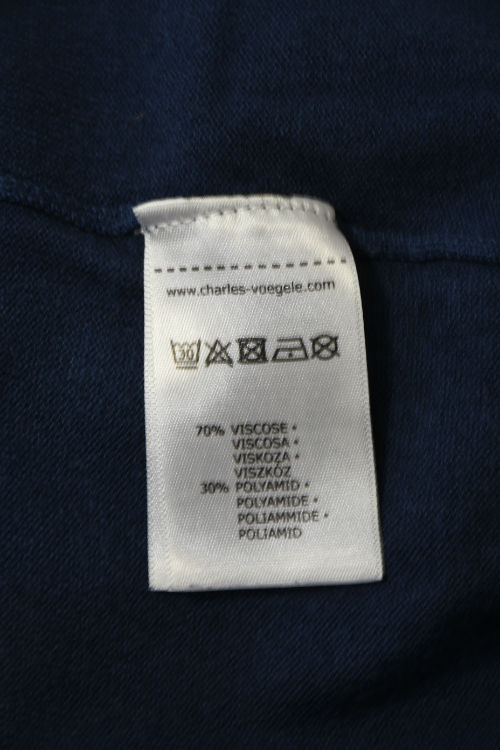 www.charles-voegele.com
30
70% VISCOSE •
VISCOSA •
VISKOZA •
VISZKÓZ
30% POLYAMID •
POLYAMIDE •
POLIAMMIDE •
POLIAMID